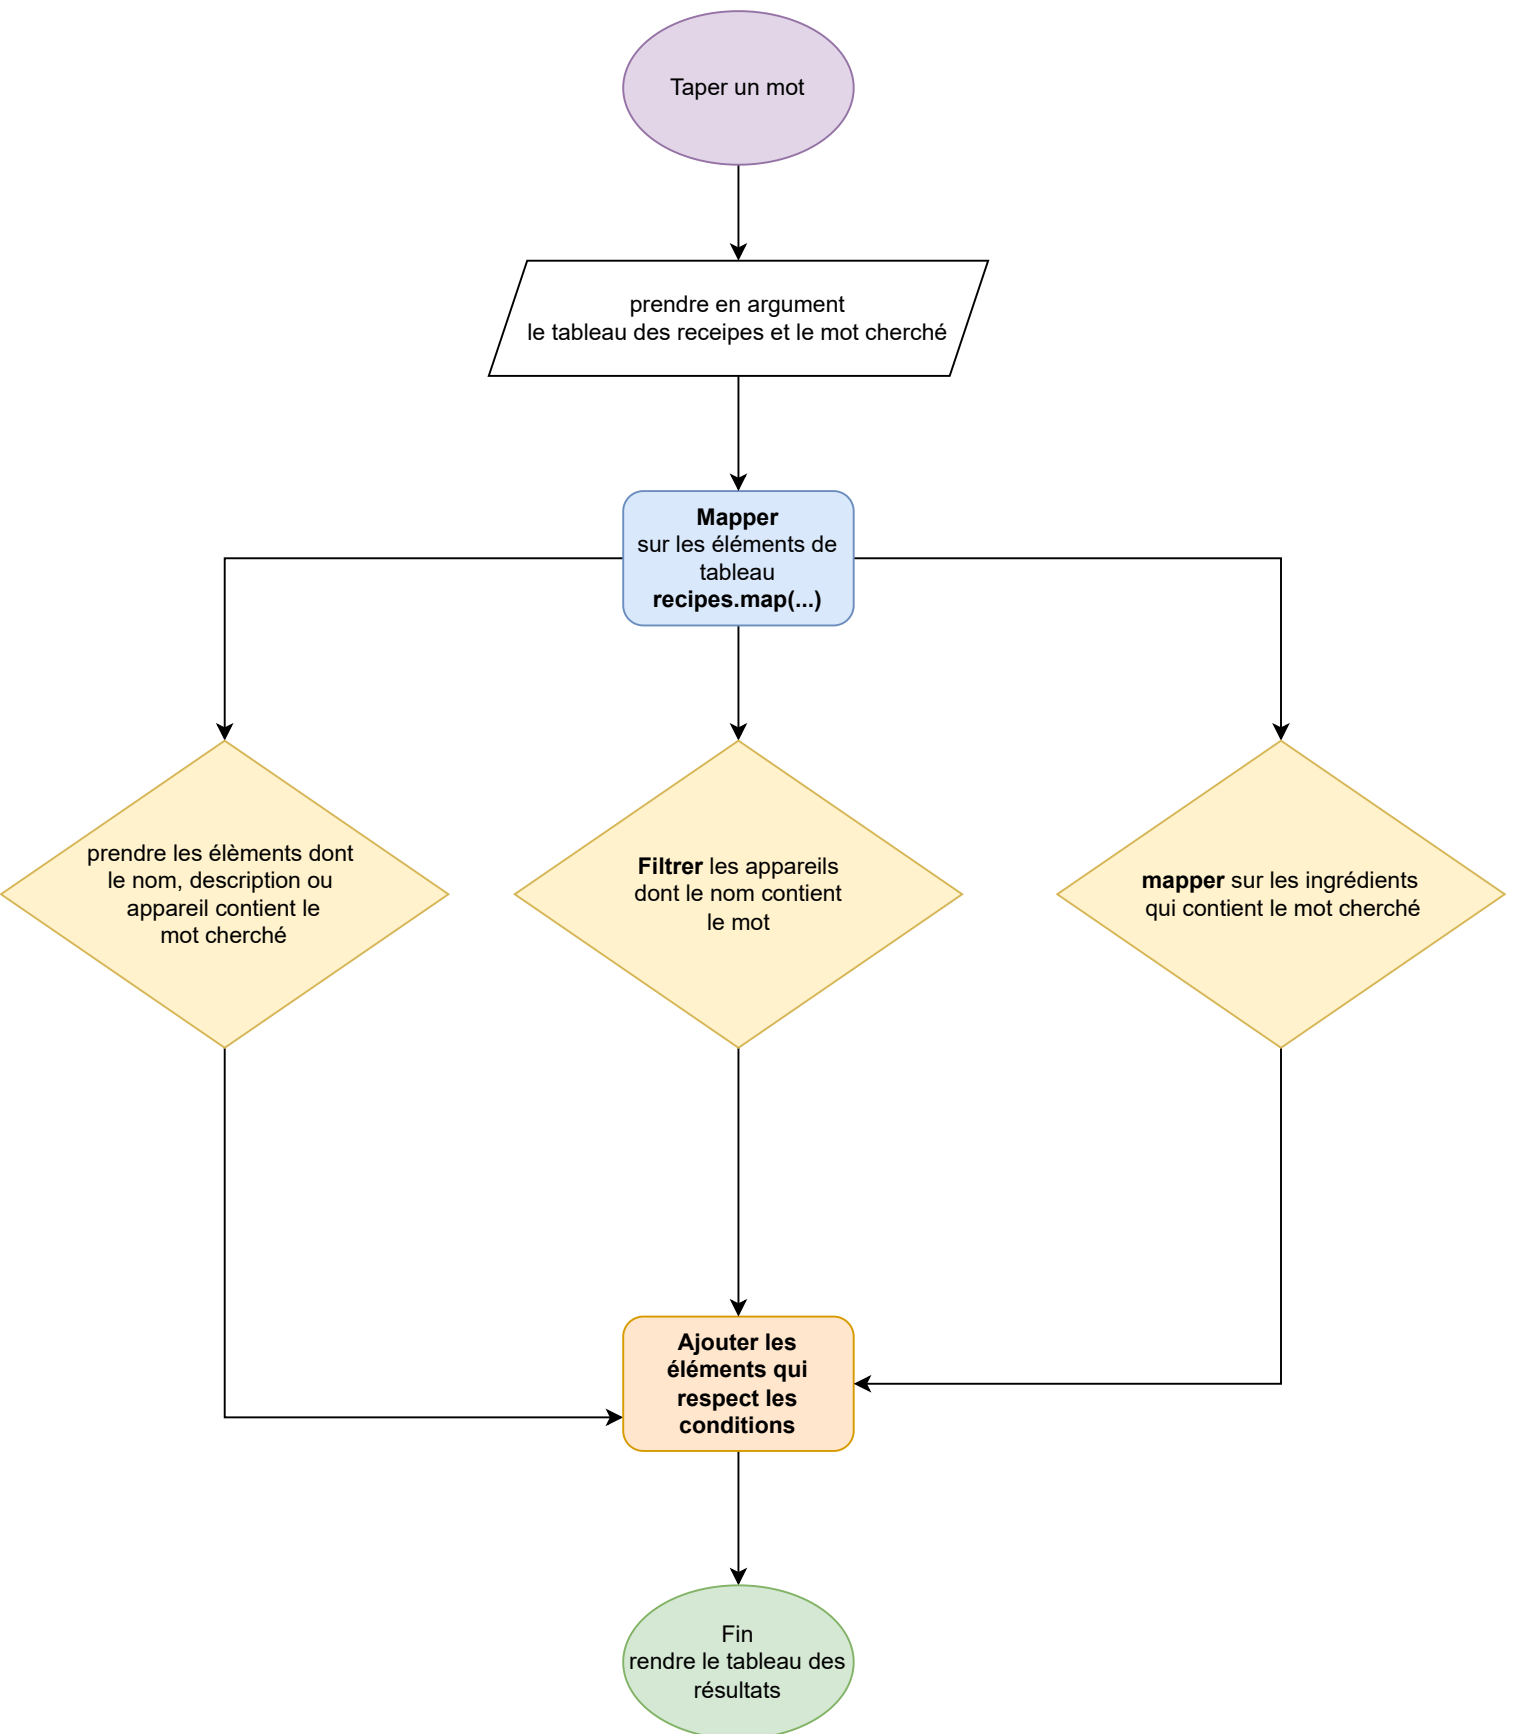 Taper un mot
prendre en argument
le tableau des receipes et le mot cherché
Mapper
sur les éléments de
tableau
recipes.map(...)
prendre les élèments dont
le nom, description ou
appareil contient le
mot cherché
Filtrer les appareils
dont le nom contient
le mot
mapper sur les ingrédients
qui contient le mot cherché
Ajouter les
éléments qui
respect les
conditions
Fin
rendre le tableau des
résultats